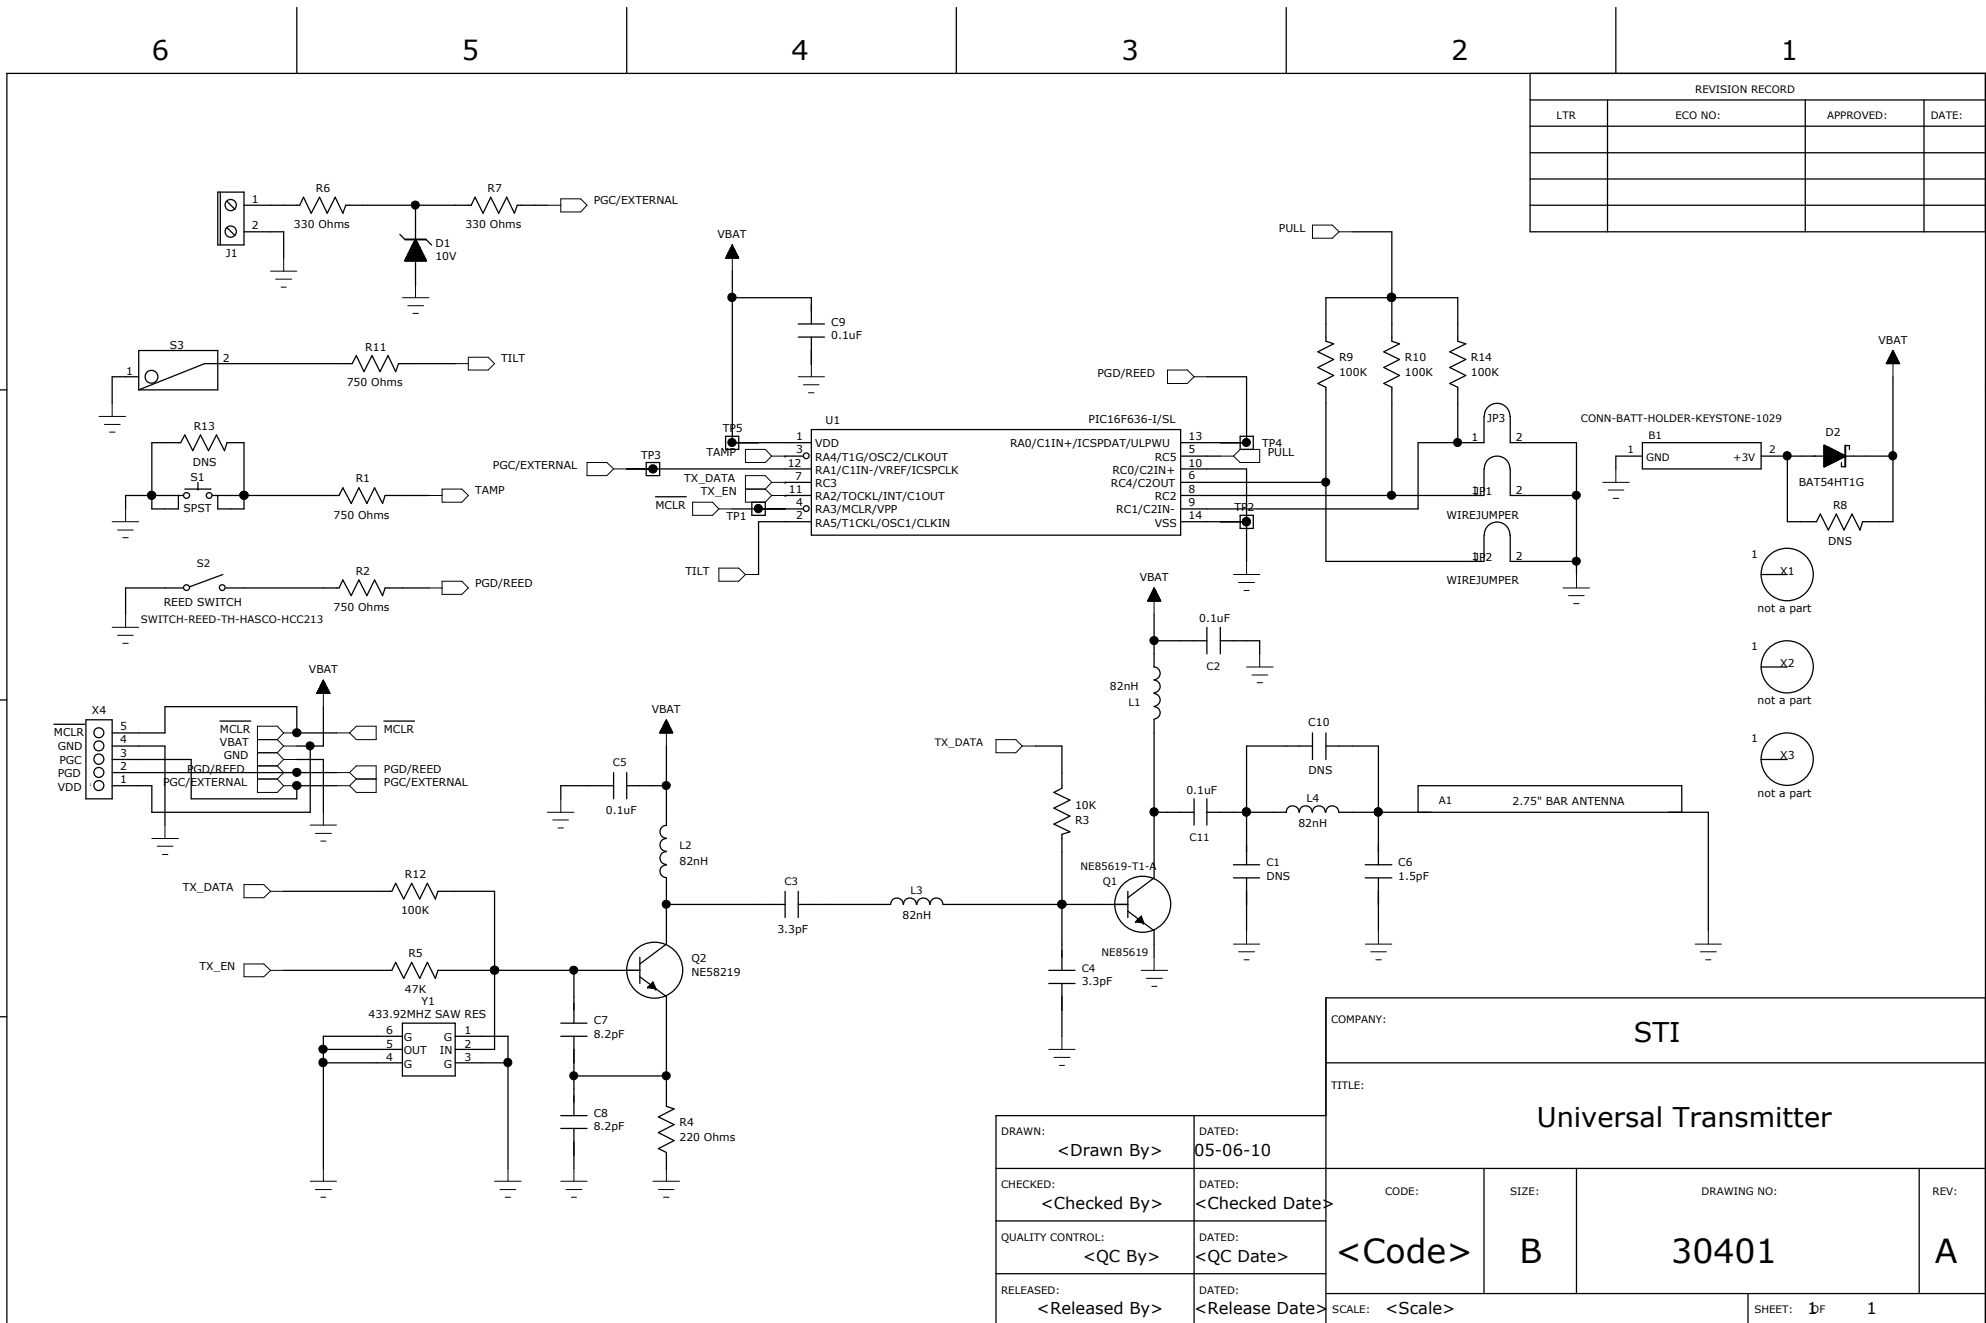 6 5 4 3 2 1
REVISION RECORD
LTR ECO NO: APPROVED: DATE:
R6
330 Ohms
R7
330 Ohms
PGC/EXTERNAL
1
2
J1
D1
10V
S3
1
2
R11
750 Ohms
TILT
R13
DNS
S1
SPST
R1
750 Ohms
TAMP
S2
REED SWITCH
SWITCH-REED-TH-HASCO-HCC213
R2
750 Ohms
PGD/REED
VBAT
C9
0.1uF
U1 PIC16F636-I/SL
TP5
TAMP
TP3
PGC/EXTERNAL
TX_DATA
TX_EN
MCLR
TP1
TILT
1 VDD
3 RA4/T1G/OSC2/CLKOUT
12 RA1/C1IN-/VREF/ICSPCLK
7 RC3
11 RA2/TOCKL/INT/C1OUT
4 RA3/MCLR/VPP
2 RA5/T1CKL/OSC1/CLKIN
RA0/C1IN+/ICSPDAT/ULPWU 13
RC5 5
RC0/C2IN+ 10
RC4/C2OUT 6
RC2 8
RC1/C2IN- 9
VSS 14
PGD/REED
TP4
PULL
TP2
PULL
R9
100K
R10
100K
R14
100K
JP3
1 2
JP1
1 2
WIREJUMPER
JP2
1 2
WIREJUMPER
VBAT
CONN-BATT-HOLDER-KEYSTONE-1029
B1
1 GND +3V 2
D2
BAT54HT1G
R8
DNS
1 X1
not a part
1 X2
not a part
1 X3
not a part
X4
MCLR 5
GND 4
PGC 3
PGD 2
VDD 1
VBAT
MCLR
VBAT
GND
PGD/REED
PGC/EXTERNAL
MCLR
PGD/REED
PGC/EXTERNAL
TX_DATA
R12
100K
TX_EN
R5
47K
Y1
433.92MHZ SAW RES
6 G G 1
5 OUT IN 2
4 G G 3
VBAT
C5
0.1uF
L2
82nH
Q2
NE58219
C7
8.2pF
C8
8.2pF
R4
220 Ohms
C3
3.3pF
L3
82nH
TX_DATA
10K
R3
C4
3.3pF
VBAT
0.1uF
C2
82nH
L1
NE85619-T1-A
Q1
NE85619
0.1uF
C11
C10
DNS
L4
82nH
C1
DNS
C6
1.5pF
A1 2.75" BAR ANTENNA
COMPANY:
STI
TITLE:
Universal Transmitter
DRAWN:
<Drawn By>
DATED:
05-06-10
CHECKED:
<Checked By>
DATED:
<Checked Date>
QUALITY CONTROL:
<QC By>
DATED:
<QC Date>
RELEASED:
<Released By>
DATED:
<Release Date>
CODE:
<Code>
SIZE:
B
DRAWING NO:
30401
REV:
A
SCALE: <Scale>
SHEET: 1 OF 1